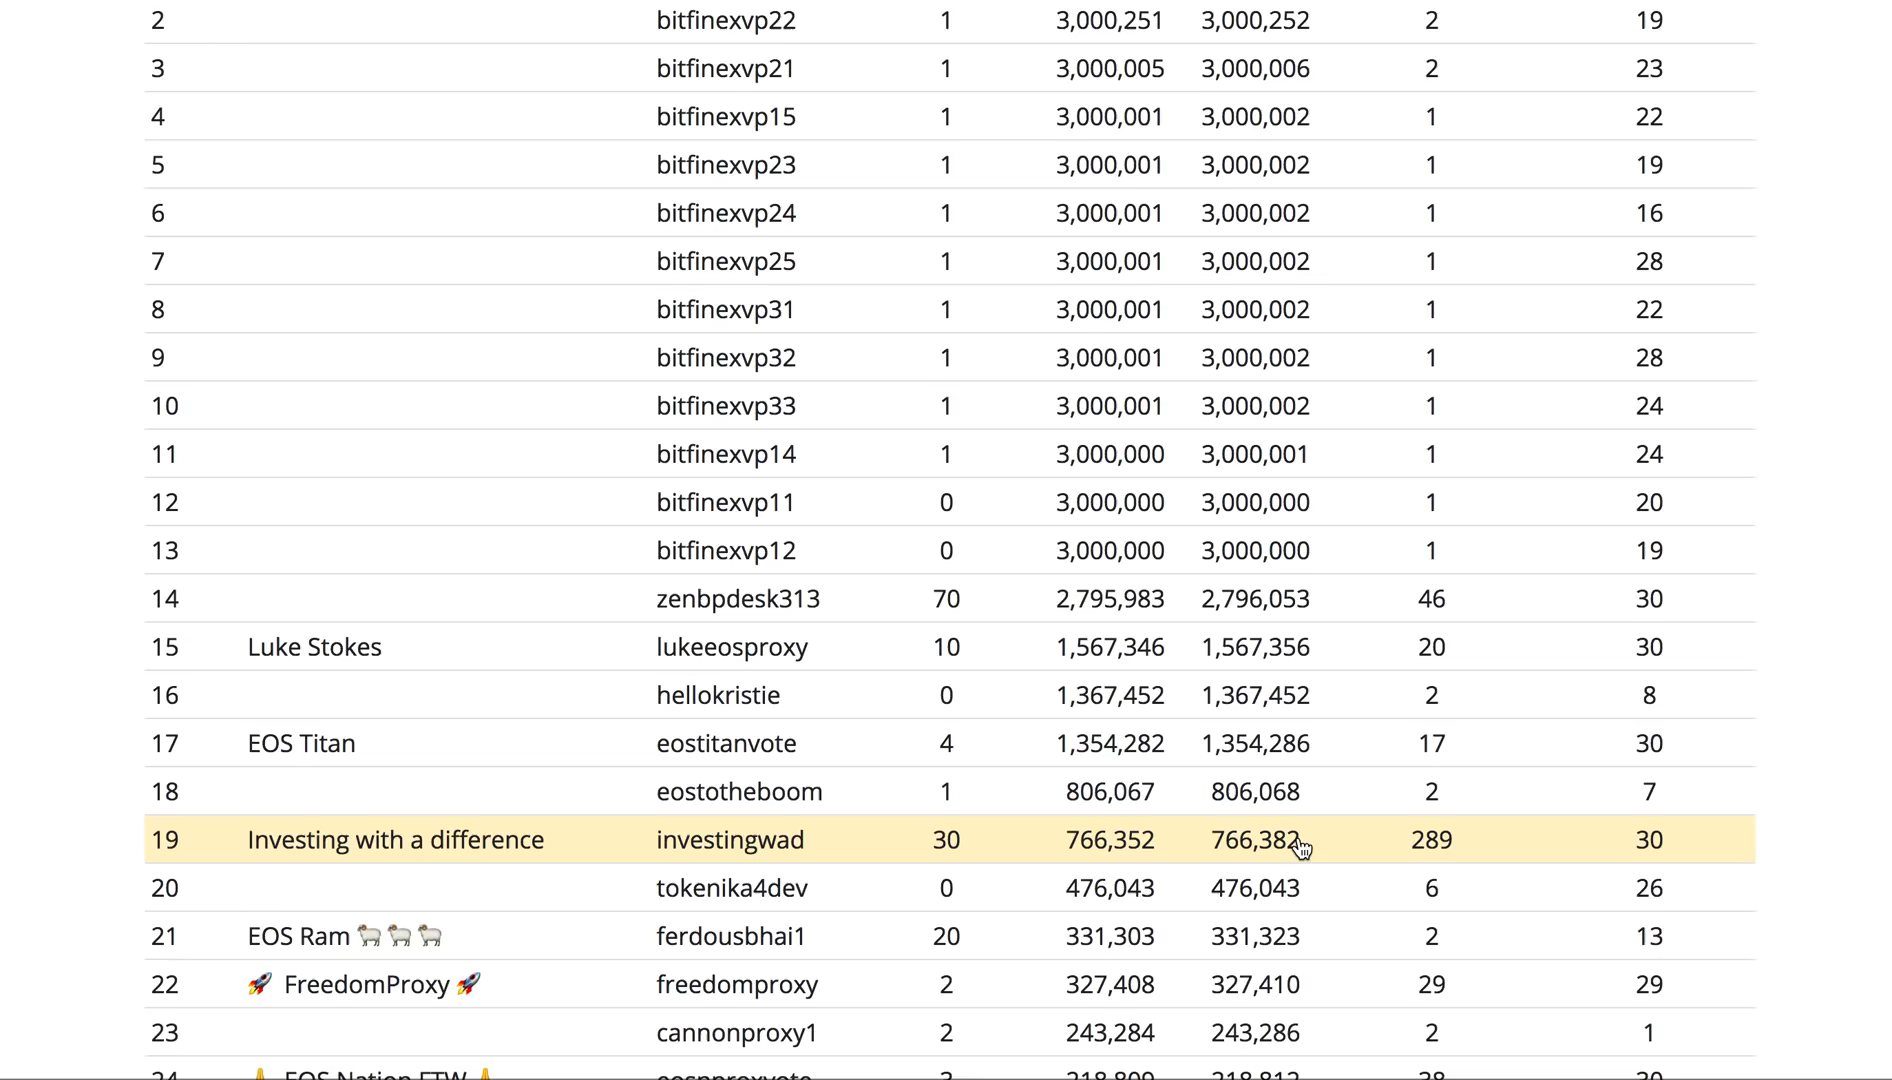 2 bitfinexvp22 1 3,000,251 3,000,252 2 19
3 bitfinexvp21 1 3,000,005 3,000,006 2 23
4 bitfinexvp15 1 3,000,001 3,000,002 1 22
5 bitfinexvp23 1 3,000,001 3,000,002 1 19
6 bitfinexvp24 1 3,000,001 3,000,002 1 16
7 bitfinexvp25 1 3,000,001 3,000,002 1 28
8 bitfinexvp31 1 3,000,001 3,000,002 1 22
9 bitfinexvp32 1 3,000,001 3,000,002 1 28
10 bitfinexvp33 1 3,000,001 3,000,002 1 24
11 bitfinexvp14 1 3,000,000 3,000,001 1 24
12 bitfinexvp11 0 3,000,000 3,000,000 1 20
13 bitfinexvp12 0 3,000,000 3,000,000 1 19
14 zenbpdesk313 70 2,795,983 2,796,053 46 30
15 Luke Stokes lukeeosproxy 10 1,567,346 1,567,356 20 30
16 hellokristie 0 1,367,452 1,367,452 2 8
17 EOS Titan eostitanvote 4 1,354,282 1,354,286 17 30
18 eostotheboom 1 806,067 806,068 2 7
19 Investing with a difference investingwad 30 766,352 766,382 289 30
20 tokenika4dev 0 476,043 476,043 6 26
21 EOS Ram 🐏🐏🐏 ferdousbhai1 20 331,303 331,323 2 13
22 🚀 FreedomProxy 🚀 freedomproxy 2 327,408 327,410 29 29
23 cannonproxy1 2 243,284 243,286 2 1
24 🙏 EOS Nation FTW 🙏